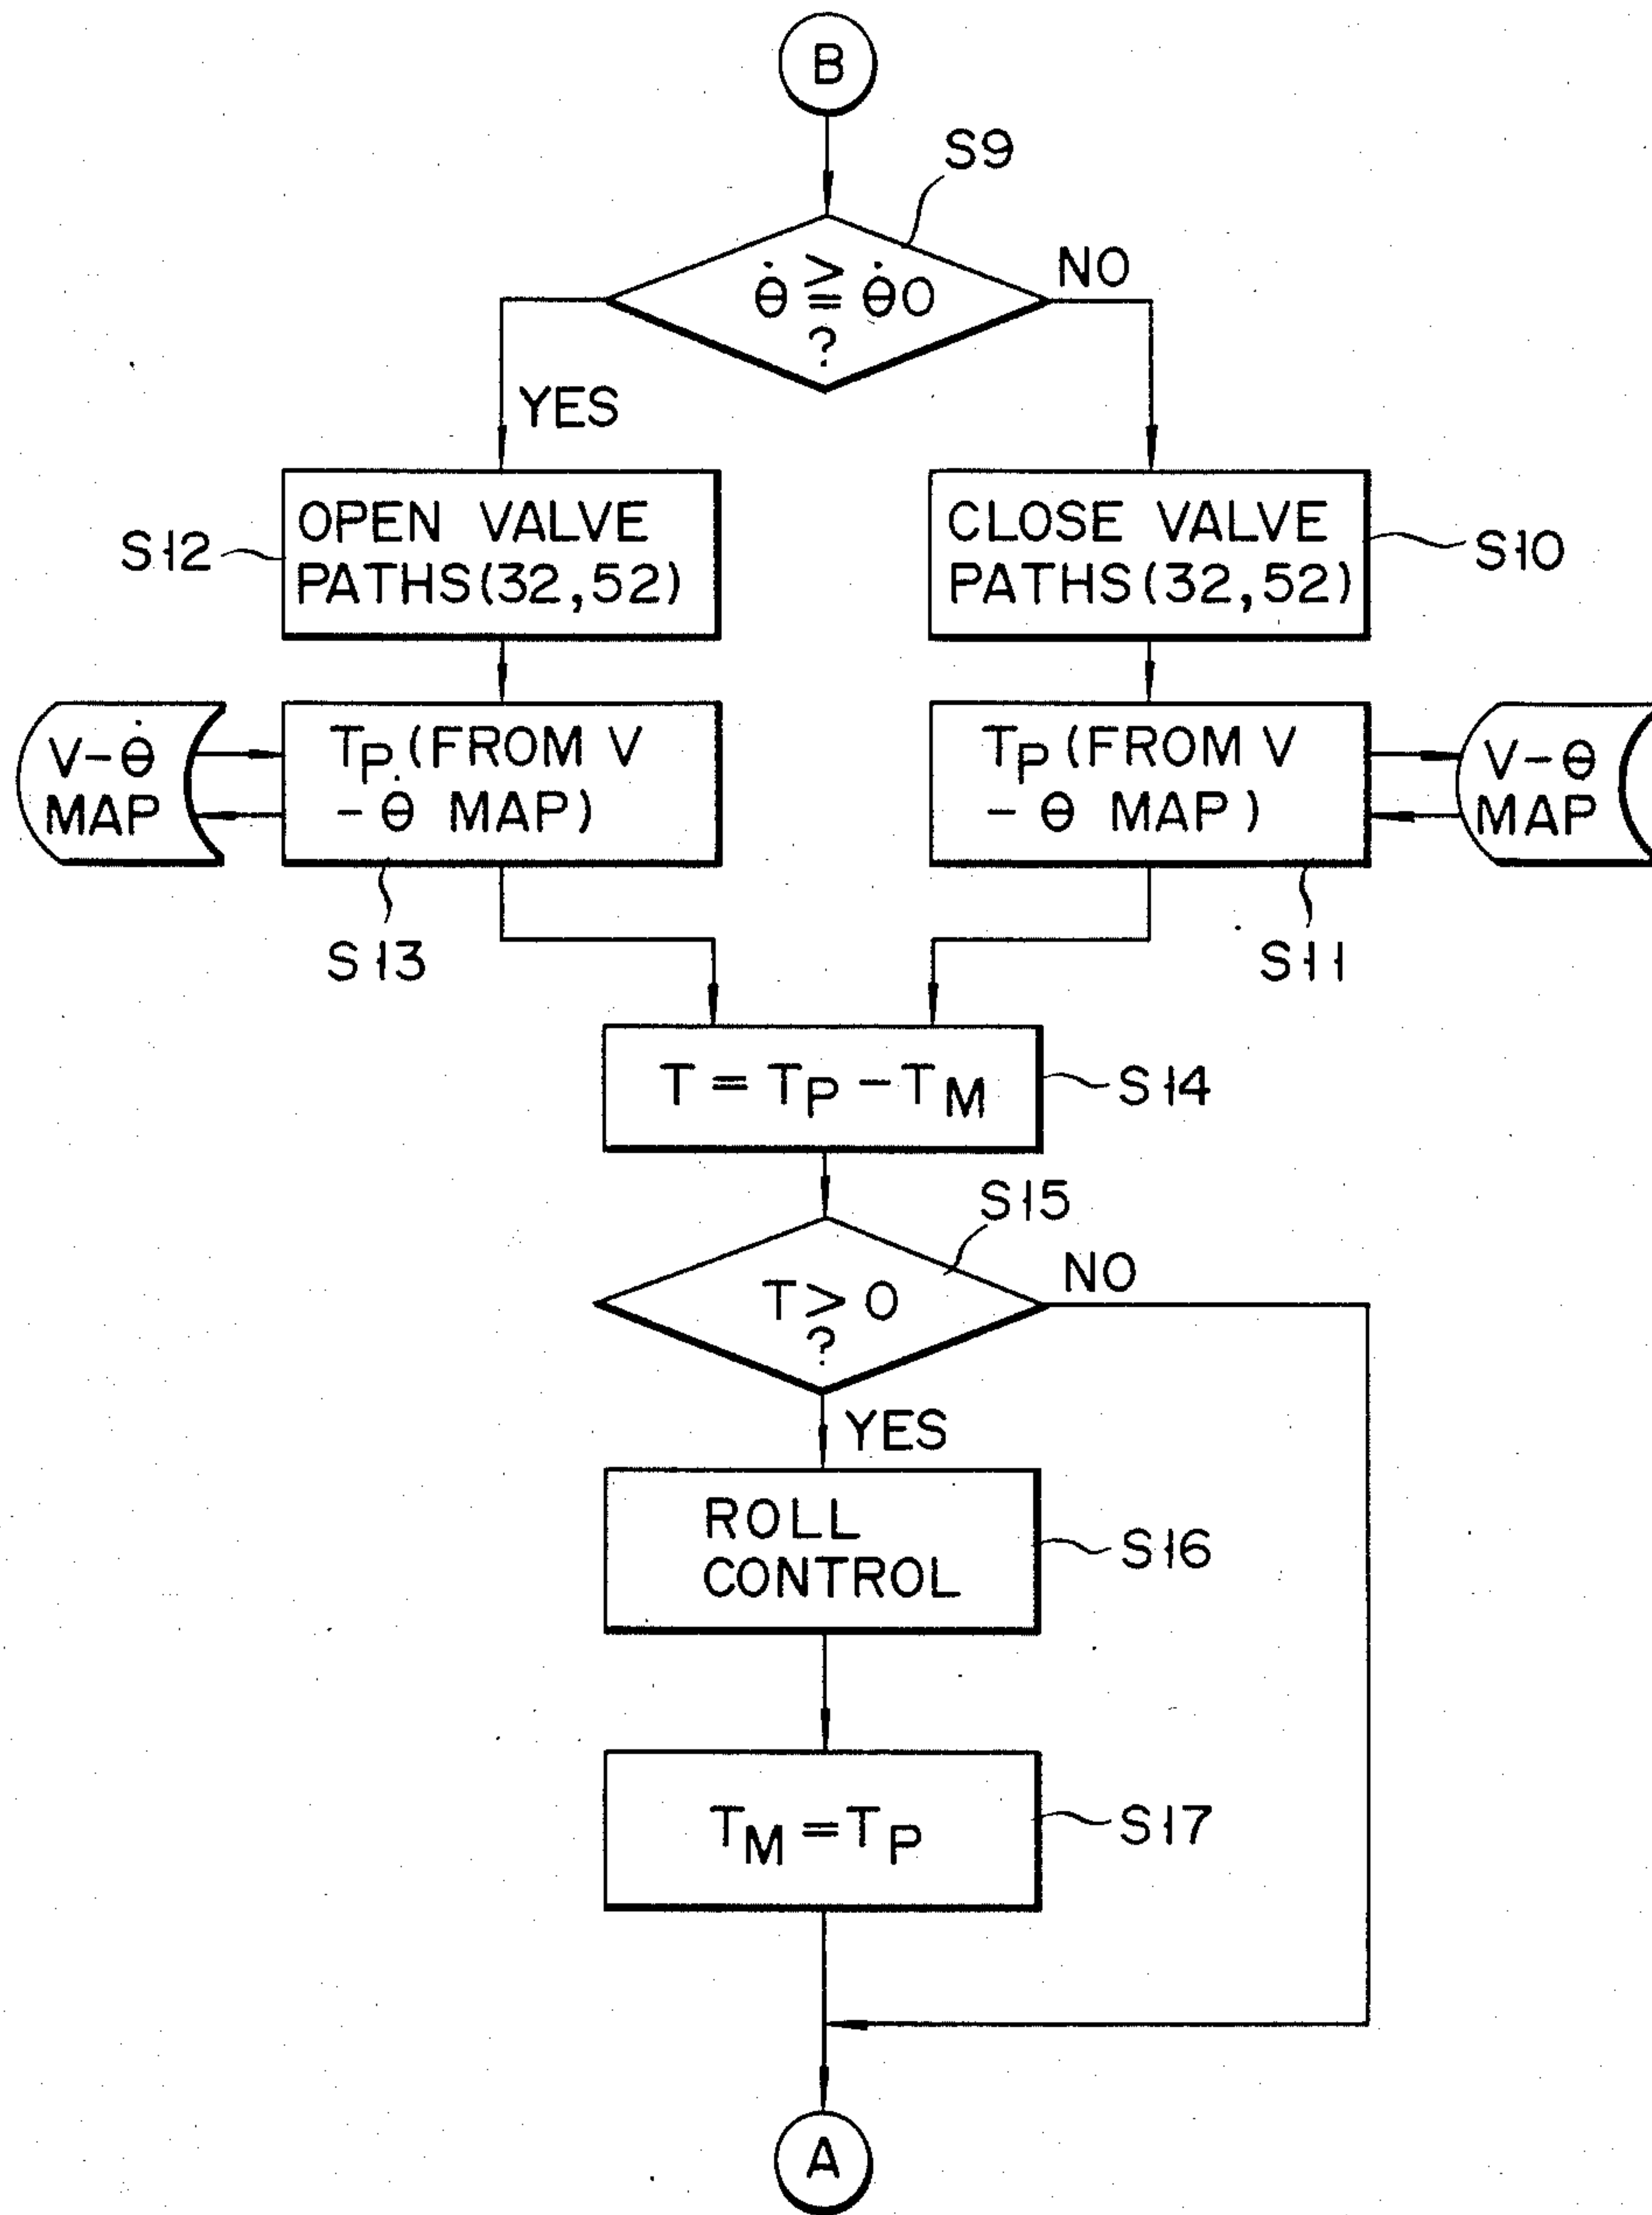 B
S9
θ̇ ≧ θ̇0
?
NO
YES
S12
OPEN VALVE
PATHS(32,52)
CLOSE VALVE
PATHS(32,52)
S10
V-θ̇
MAP
TP (FROM V
- θ̇ MAP)
TP (FROM V
- θ MAP)
V-θ
MAP
S13
S11
T = TP - TM
S14
S15
T > 0
?
NO
YES
ROLL
CONTROL
S16
TM = TP
S17
A